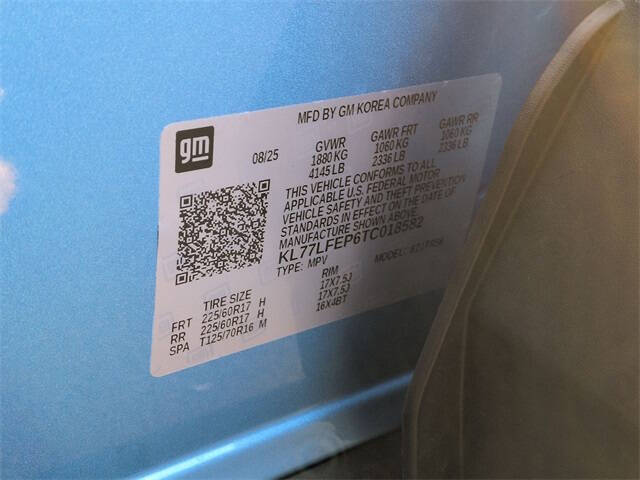 MFD BY GM KOREA COMPANY
gm
08/25 GVWR GAWR FRT GAWR RR
1880 KG 1060 KG 1060 KG
4145 LB 2336 LB 2336 LB
THIS VEHICLE CONFORMS TO ALL
APPLICABLE U.S. FEDERAL MOTOR
VEHICLE SAFETY AND THEFT PREVENTION
STANDARDS IN EFFECT ON THE DATE OF
MANUFACTURE SHOWN ABOVE.
KL77LFEP6TC018582
TYPE: MPV MODEL:
TIRE SIZE RIM
FRT 225/60R17 H 17X7.5J
RR 225/60R17 H 17X7.5J
SPA T125/70R16 M 16X4BT